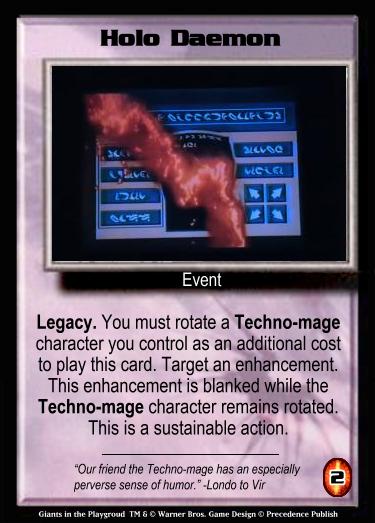 Holo Daemon
Event
Legacy. You must rotate a Techno-mage
character you control as an additional cost
to play this card. Target an enhancement.
This enhancement is blanked while the
Techno-mage character remains rotated.
This is a sustainable action.
“Our friend the Techno-mage has an especially
perverse sense of humor.” -Londo to Vir
2
Giants in the Playgroud TM & © Warner Bros. Game Design © Precedence Publish